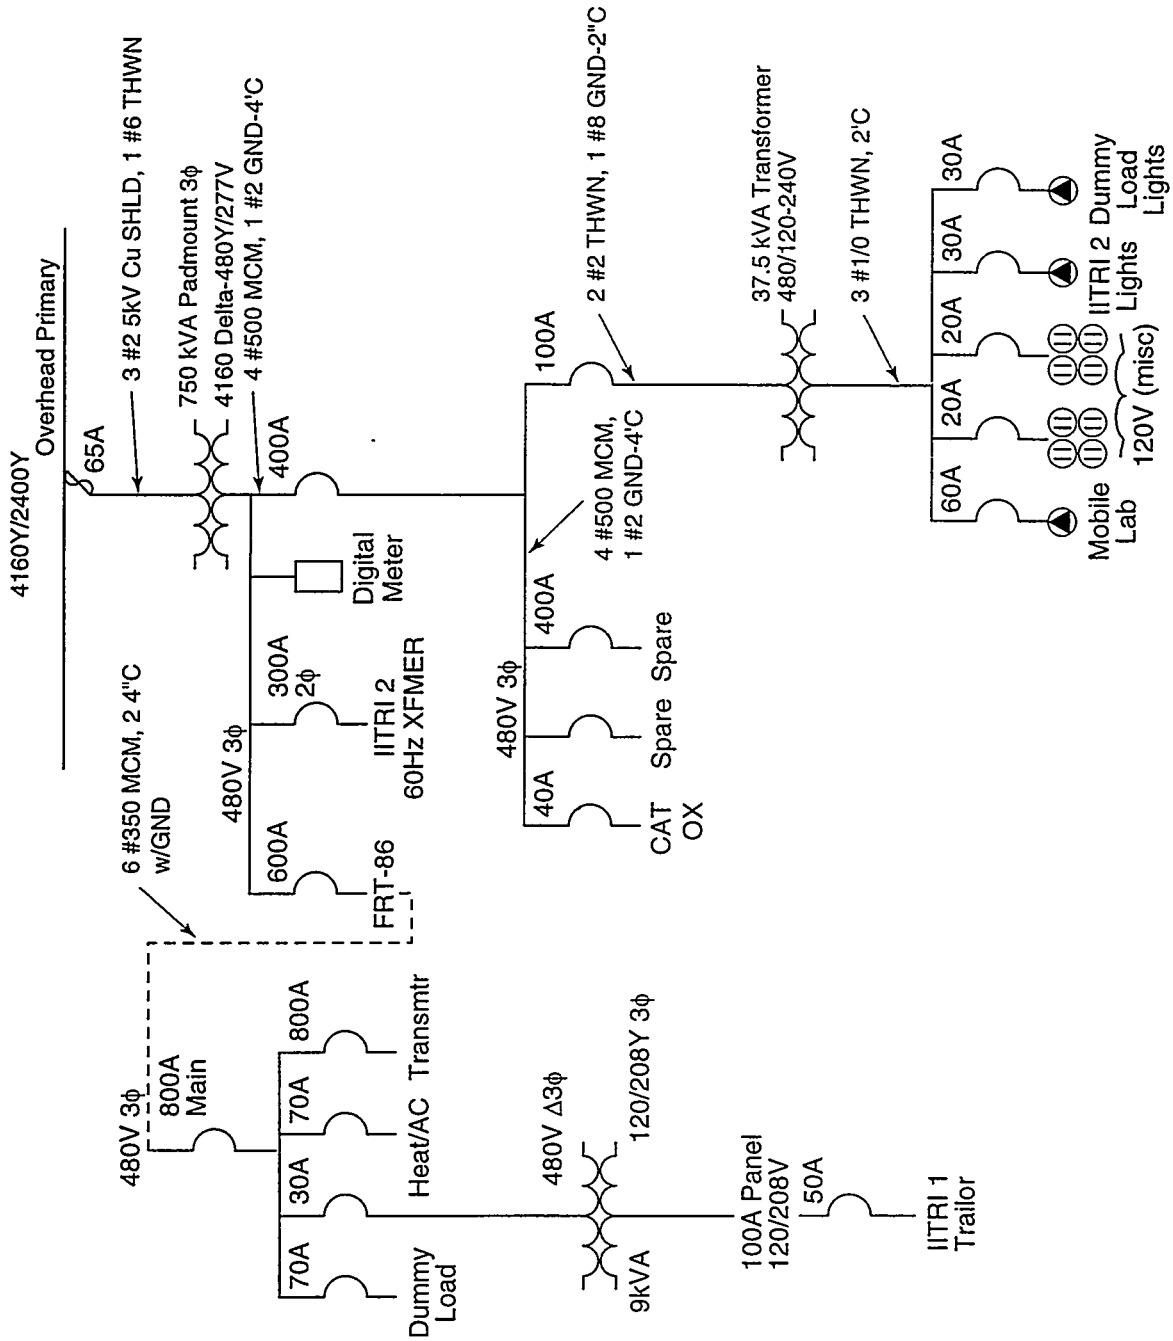 4160Y/2400Y
Overhead Primary
65A
3 #2 5kV Cu SHLD, 1 #6 THWN
750 kVA Padmount 3ϕ
4160 Delta-480Y/277V
4 #500 MCM, 1 #2 GND-4'C
400A
Digital
Meter
480V 3ϕ
300A
2ϕ
IITRI 2
60Hz XFMER
600A
FRT-86
6 #350 MCM, 2 4"C
w/GND
480V 3ϕ
800A
Main
70A
30A
70A
800A
Dummy
Load
Heat/AC
Transmtr
480V Δ3ϕ
9kVA
120/208Y 3ϕ
100A Panel
120/208V
50A
IITRI 1
Trailor
480V 3ϕ
40A
400A
CAT
OX
Spare
Spare
4 #500 MCM,
1 #2 GND-4'C
100A
2 #2 THWN, 1 #8 GND-2"C
37.5 kVA Transformer
480/120-240V
3 #1/0 THWN, 2'C
60A
20A
20A
30A
30A
Mobile
Lab
120V (misc)
IITRI 2
Lights
Dummy
Load
Lights